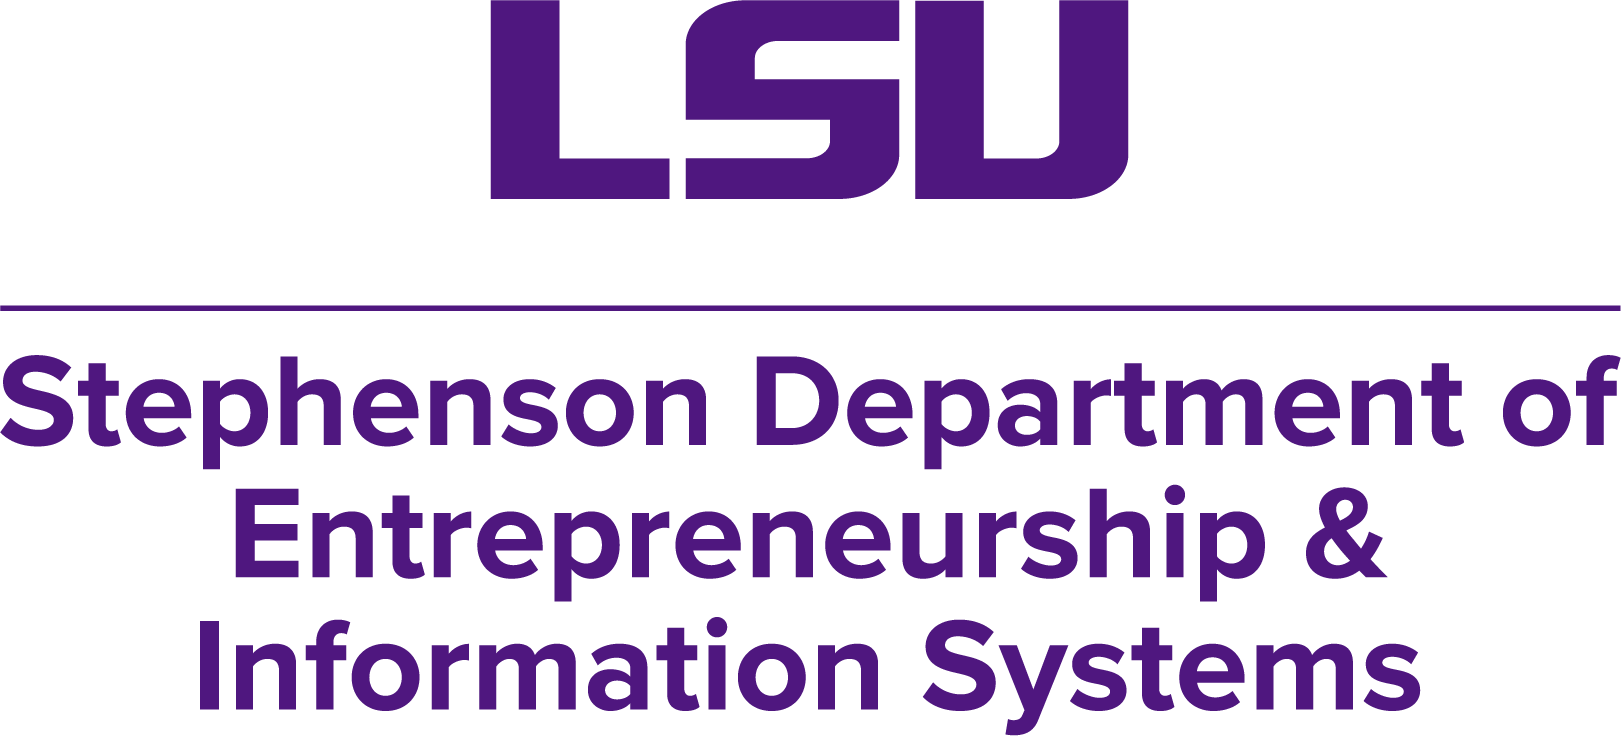 LSU
Stephenson Department of
Entrepreneurship &
Information Systems